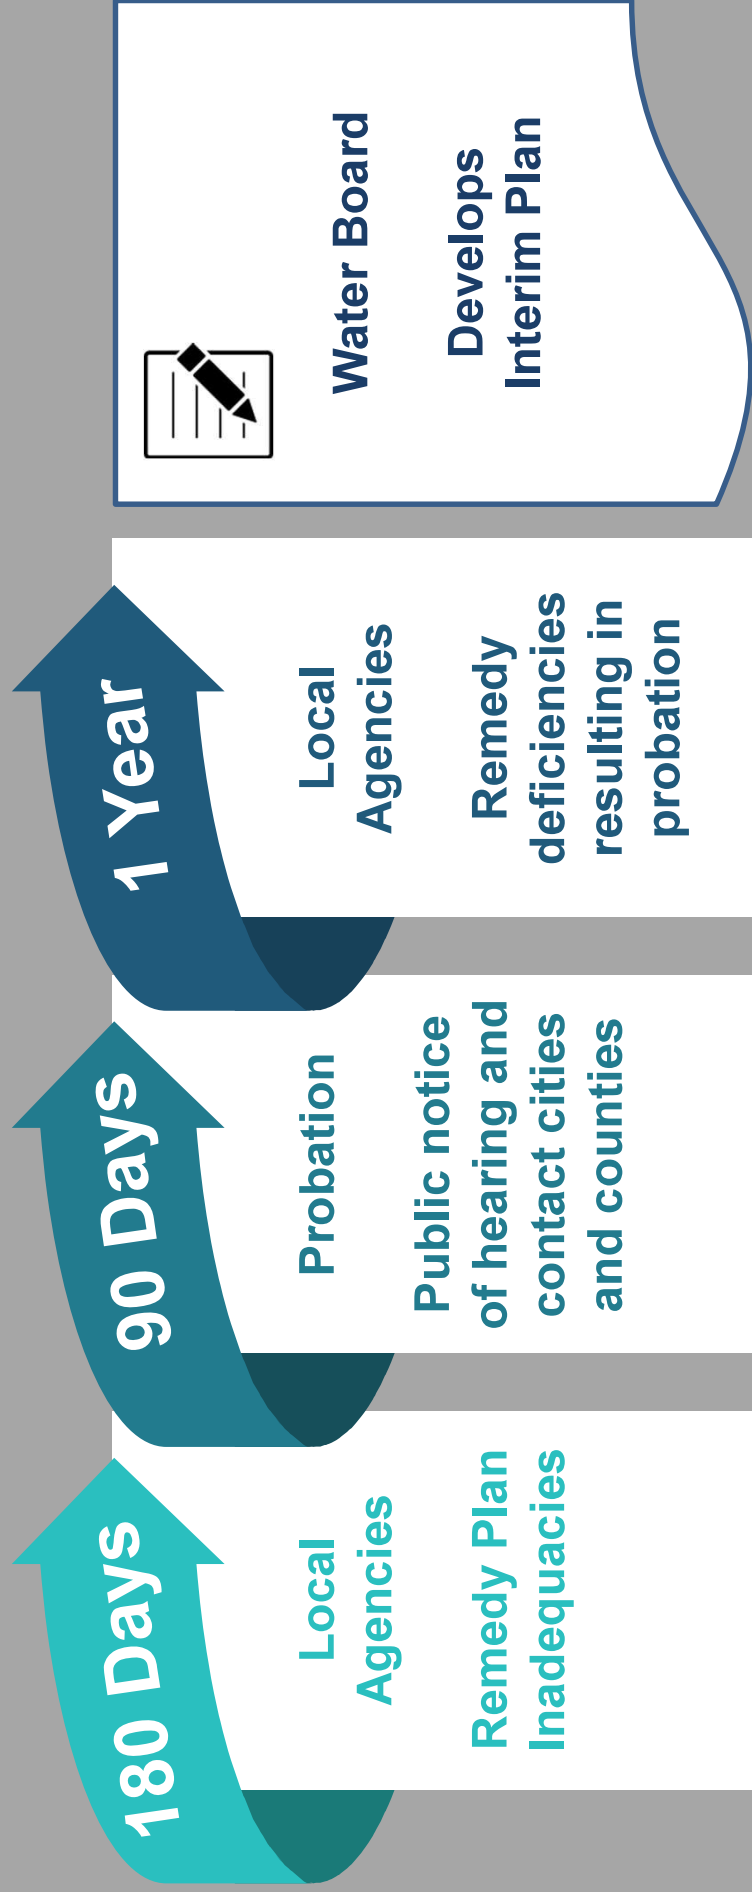 180 Days
Local
Agencies
Remedy Plan
Inadequacies
90 Days
Probation
Public notice
of hearing and
contact cities
and counties
1 Year
Local
Agencies
Remedy
deficiencies
resulting in
probation
Water Board
Develops
Interim Plan